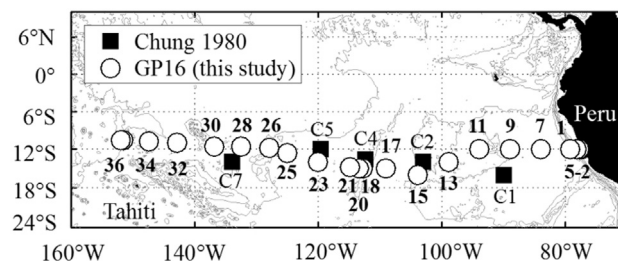 6°N
0°
6°S
12°S
18°S
24°S
Chung 1980
GP16 (this study)
Peru
30 28 26 C5 C4 17 C2 11 9 7 1
36 34 32 C7 25 23 21 20 18 15 13 C1 5-2
Tahiti
160°W 140°W 120°W 100°W 80°W